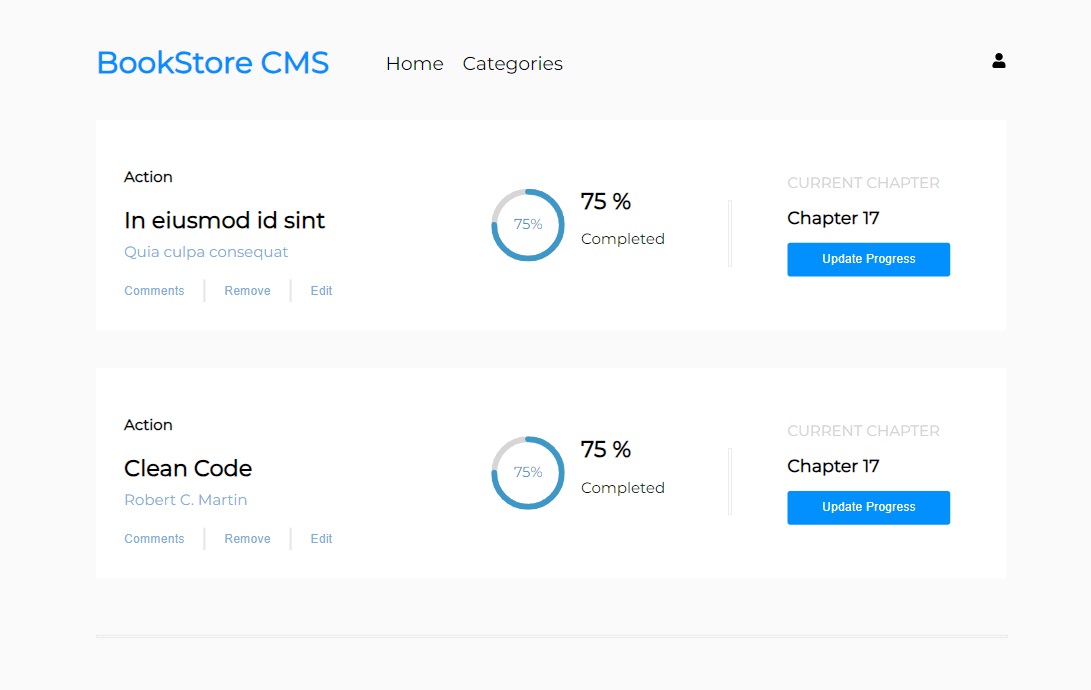 BookStore CMS Home Categories
Action
In eiusmod id sint
Quia culpa consequat
Comments Remove Edit
75%
75 %
Completed
CURRENT CHAPTER
Chapter 17
Update Progress
Action
Clean Code
Robert C. Martin
Comments Remove Edit
75%
75 %
Completed
CURRENT CHAPTER
Chapter 17
Update Progress